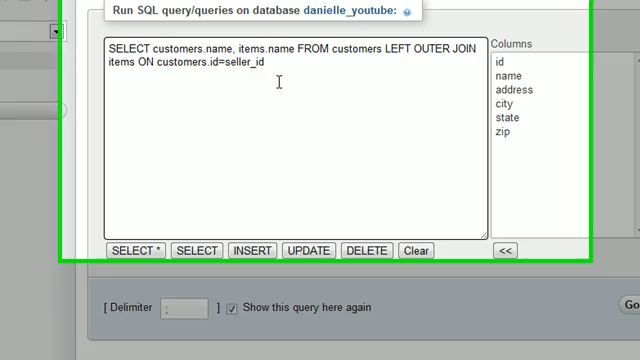 Run SQL query/queries on database danielle_youtube:
SELECT customers.name, items.name FROM customers LEFT OUTER JOIN
items ON customers.id=seller_id
Columns
id
name
address
city
state
zip
SELECT * SELECT INSERT UPDATE DELETE Clear <<
[ Delimiter ; ] Show this query here again Go